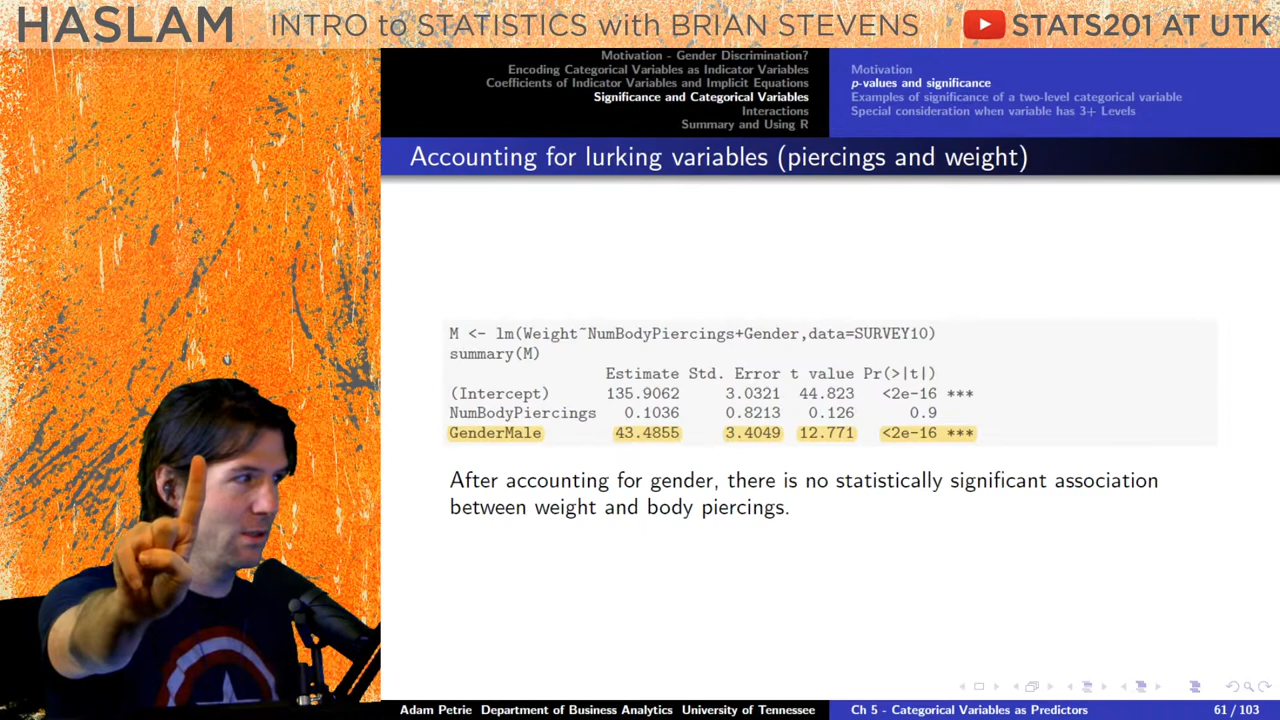 HASLAM INTRO to STATISTICS with BRIAN STEVENS STATS201 AT UTK
Motivation - Gender Discrimination?
Encoding Categorical Variables as Indicator Variables
Coefficients of Indicator Variables and Implicit Equations
Significance and Categorical Variables
Interactions
Summary and Using R
Motivation
p-values and significance
Examples of significance of a two-level categorical variable
Special consideration when variable has 3+ Levels
Accounting for lurking variables (piercings and weight)
M <- lm(Weight~NumBodyPiercings+Gender,data=SURVEY10)
summary(M)
Estimate Std. Error t value Pr(>|t|)
(Intercept) 135.9062 3.0321 44.823 <2e-16 ***
NumBodyPiercings 0.1036 0.8213 0.126 0.9
GenderMale 43.4855 3.4049 12.771 <2e-16 ***
After accounting for gender, there is no statistically significant association
between weight and body piercings.
Adam Petrie Department of Business Analytics University of Tennessee Ch 5 - Categorical Variables as Predictors 61 / 103